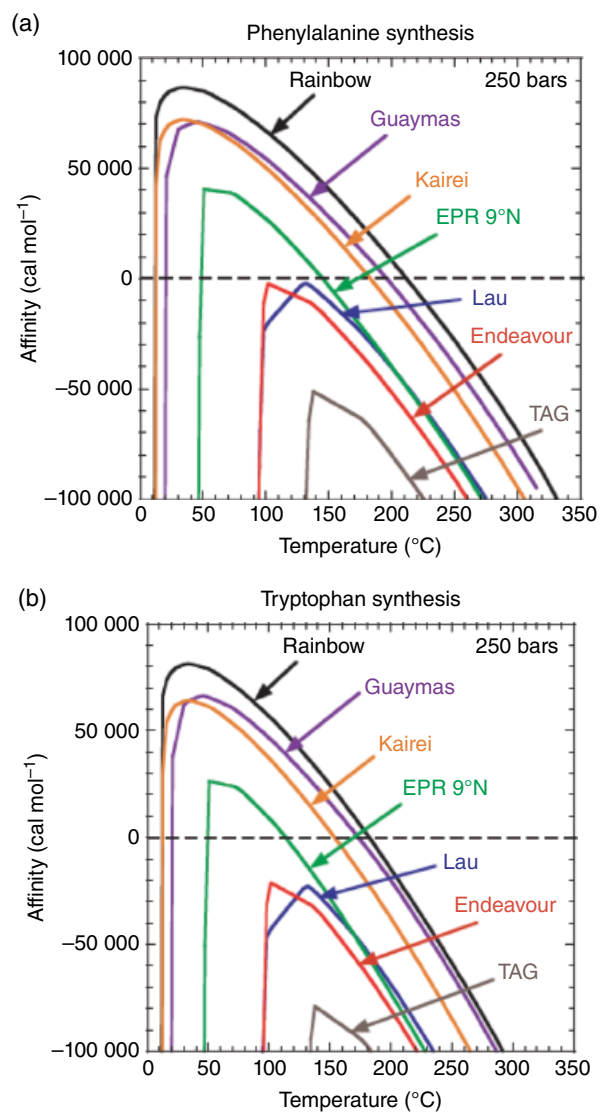 (a)
Phenylalanine synthesis
100 000
Rainbow
250 bars
Guaymas
50 000
Kairei
EPR 9°N
0
Lau
Endeavour
−50 000
TAG
−100 000
Affinity (cal mol⁻¹)
0 50 100 150 200 250 300 350
Temperature (°C)
(b)
Tryptophan synthesis
100 000
Rainbow
250 bars
Guaymas
50 000
Kairei
EPR 9°N
0
Lau
Endeavour
−50 000
TAG
−100 000
Affinity (cal mol⁻¹)
0 50 100 150 200 250 300 350
Temperature (°C)